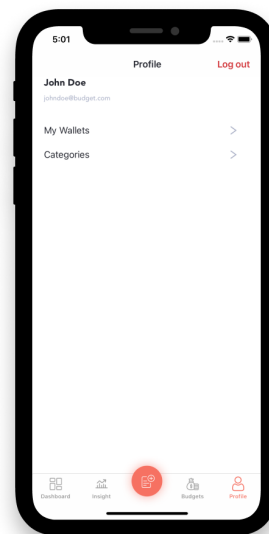 5:01
Profile
Log out
John Doe
johndoe@budget.com
My Wallets
Categories
Dashboard
Insight
Budgets
Profile